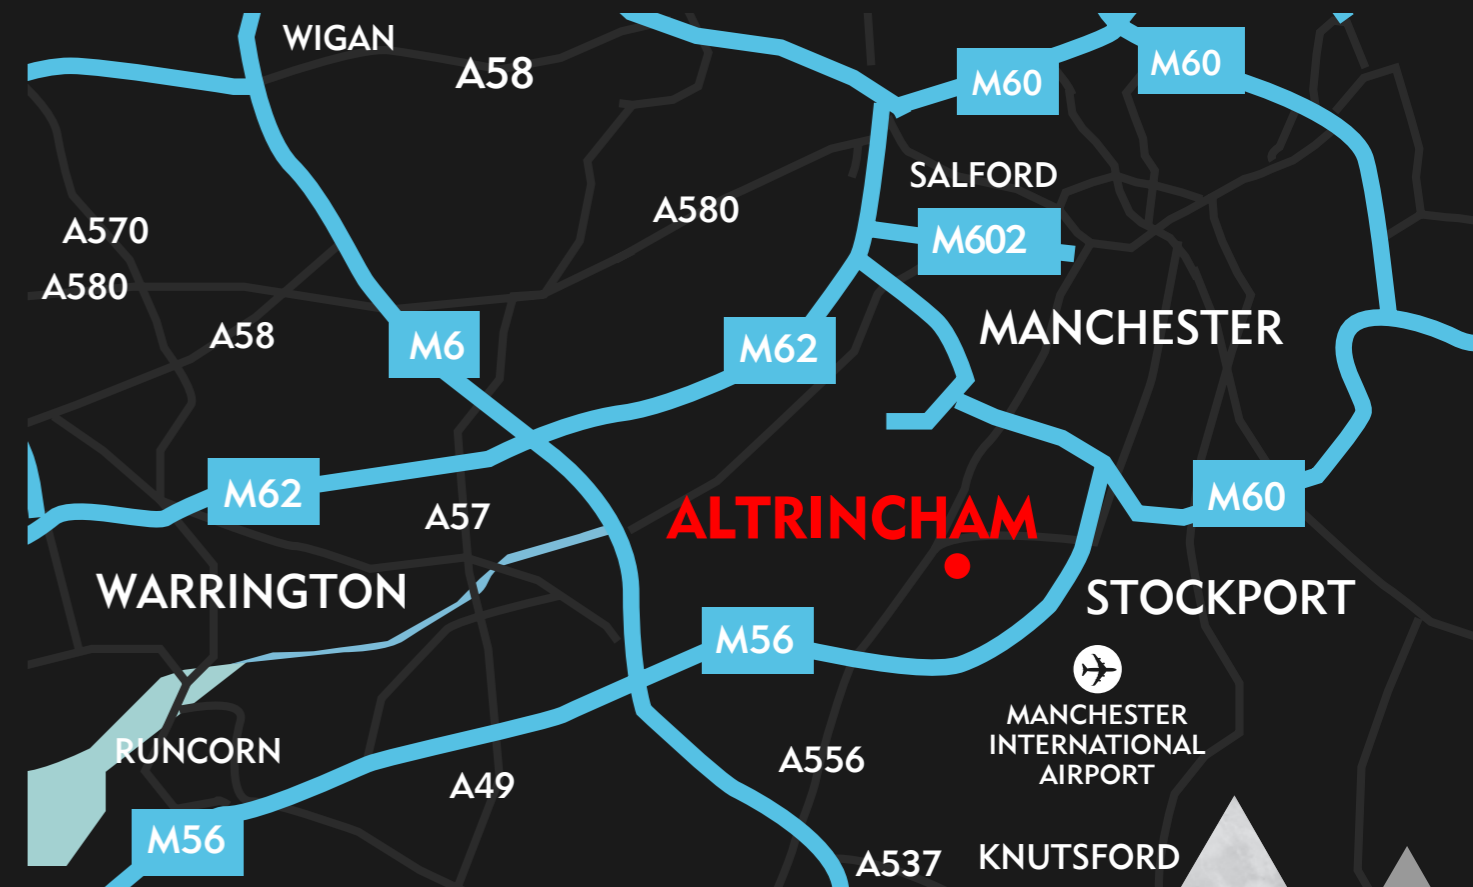 WIGAN
A58
M60
M60
SALFORD
A580
A570
M602
A580
A58
M6
M62
MANCHESTER
M62
A57
ALTRINCHAM
M60
WARRINGTON
STOCKPORT
M56
MANCHESTER
INTERNATIONAL
AIRPORT
RUNCORN
A49
A556
M56
A537
KNUTSFORD